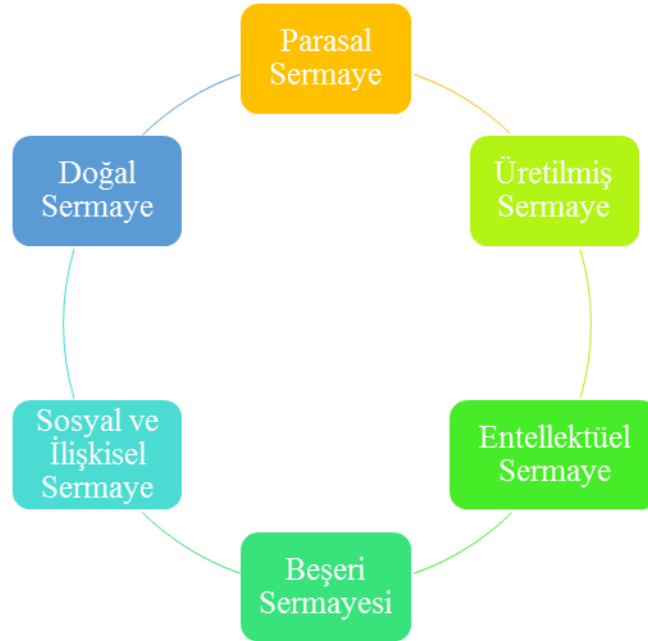 Parasal
Sermaye
Üretilmiş
Sermaye
Entellektüel
Sermaye
Beşeri
Sermayesi
Sosyal ve
İlişkisel
Sermaye
Doğal
Sermaye